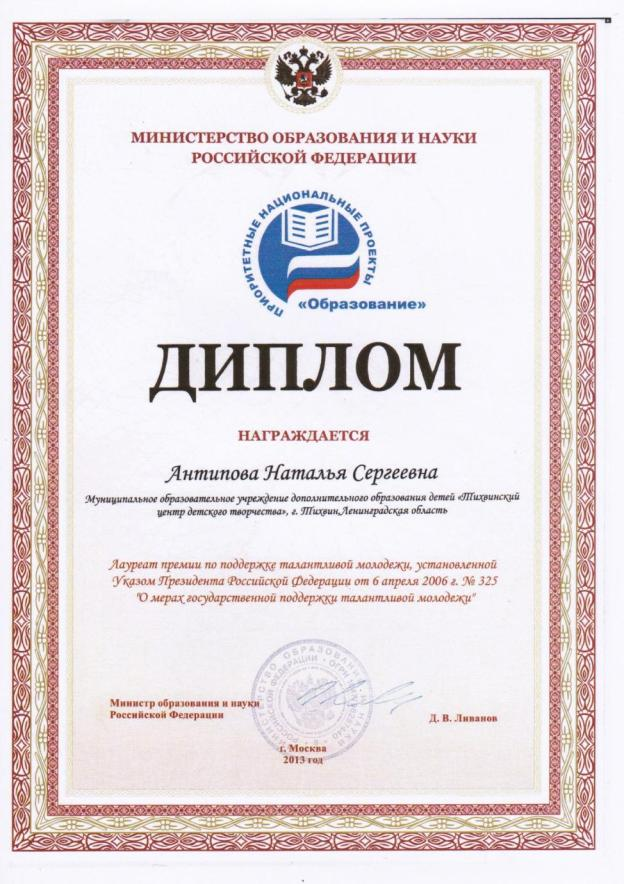 МИНИСТЕРСТВО ОБРАЗОВАНИЯ И НАУКИ
РОССИЙСКОЙ ФЕДЕРАЦИИ
ПРИОРИТЕТНЫЕ НАЦИОНАЛЬНЫЕ ПРОЕКТЫ
«Образование»
ДИПЛОМ
НАГРАЖДАЕТСЯ
Антипова Наталья Сергеевна
Муниципальное образовательное учреждение дополнительного образования детей «Тихвинский
центр детского творчества», г. Тихвин,Ленинградская область
Лауреат премии по поддержке талантливой молодежи, установленной
Указом Президента Российской Федерации от 6 апреля 2006 г. № 325
"О мерах государственной поддержки талантливой молодежи"
Министр образования и науки
Российской Федерации
Д. В. Ливанов
г. Москва
2013 год